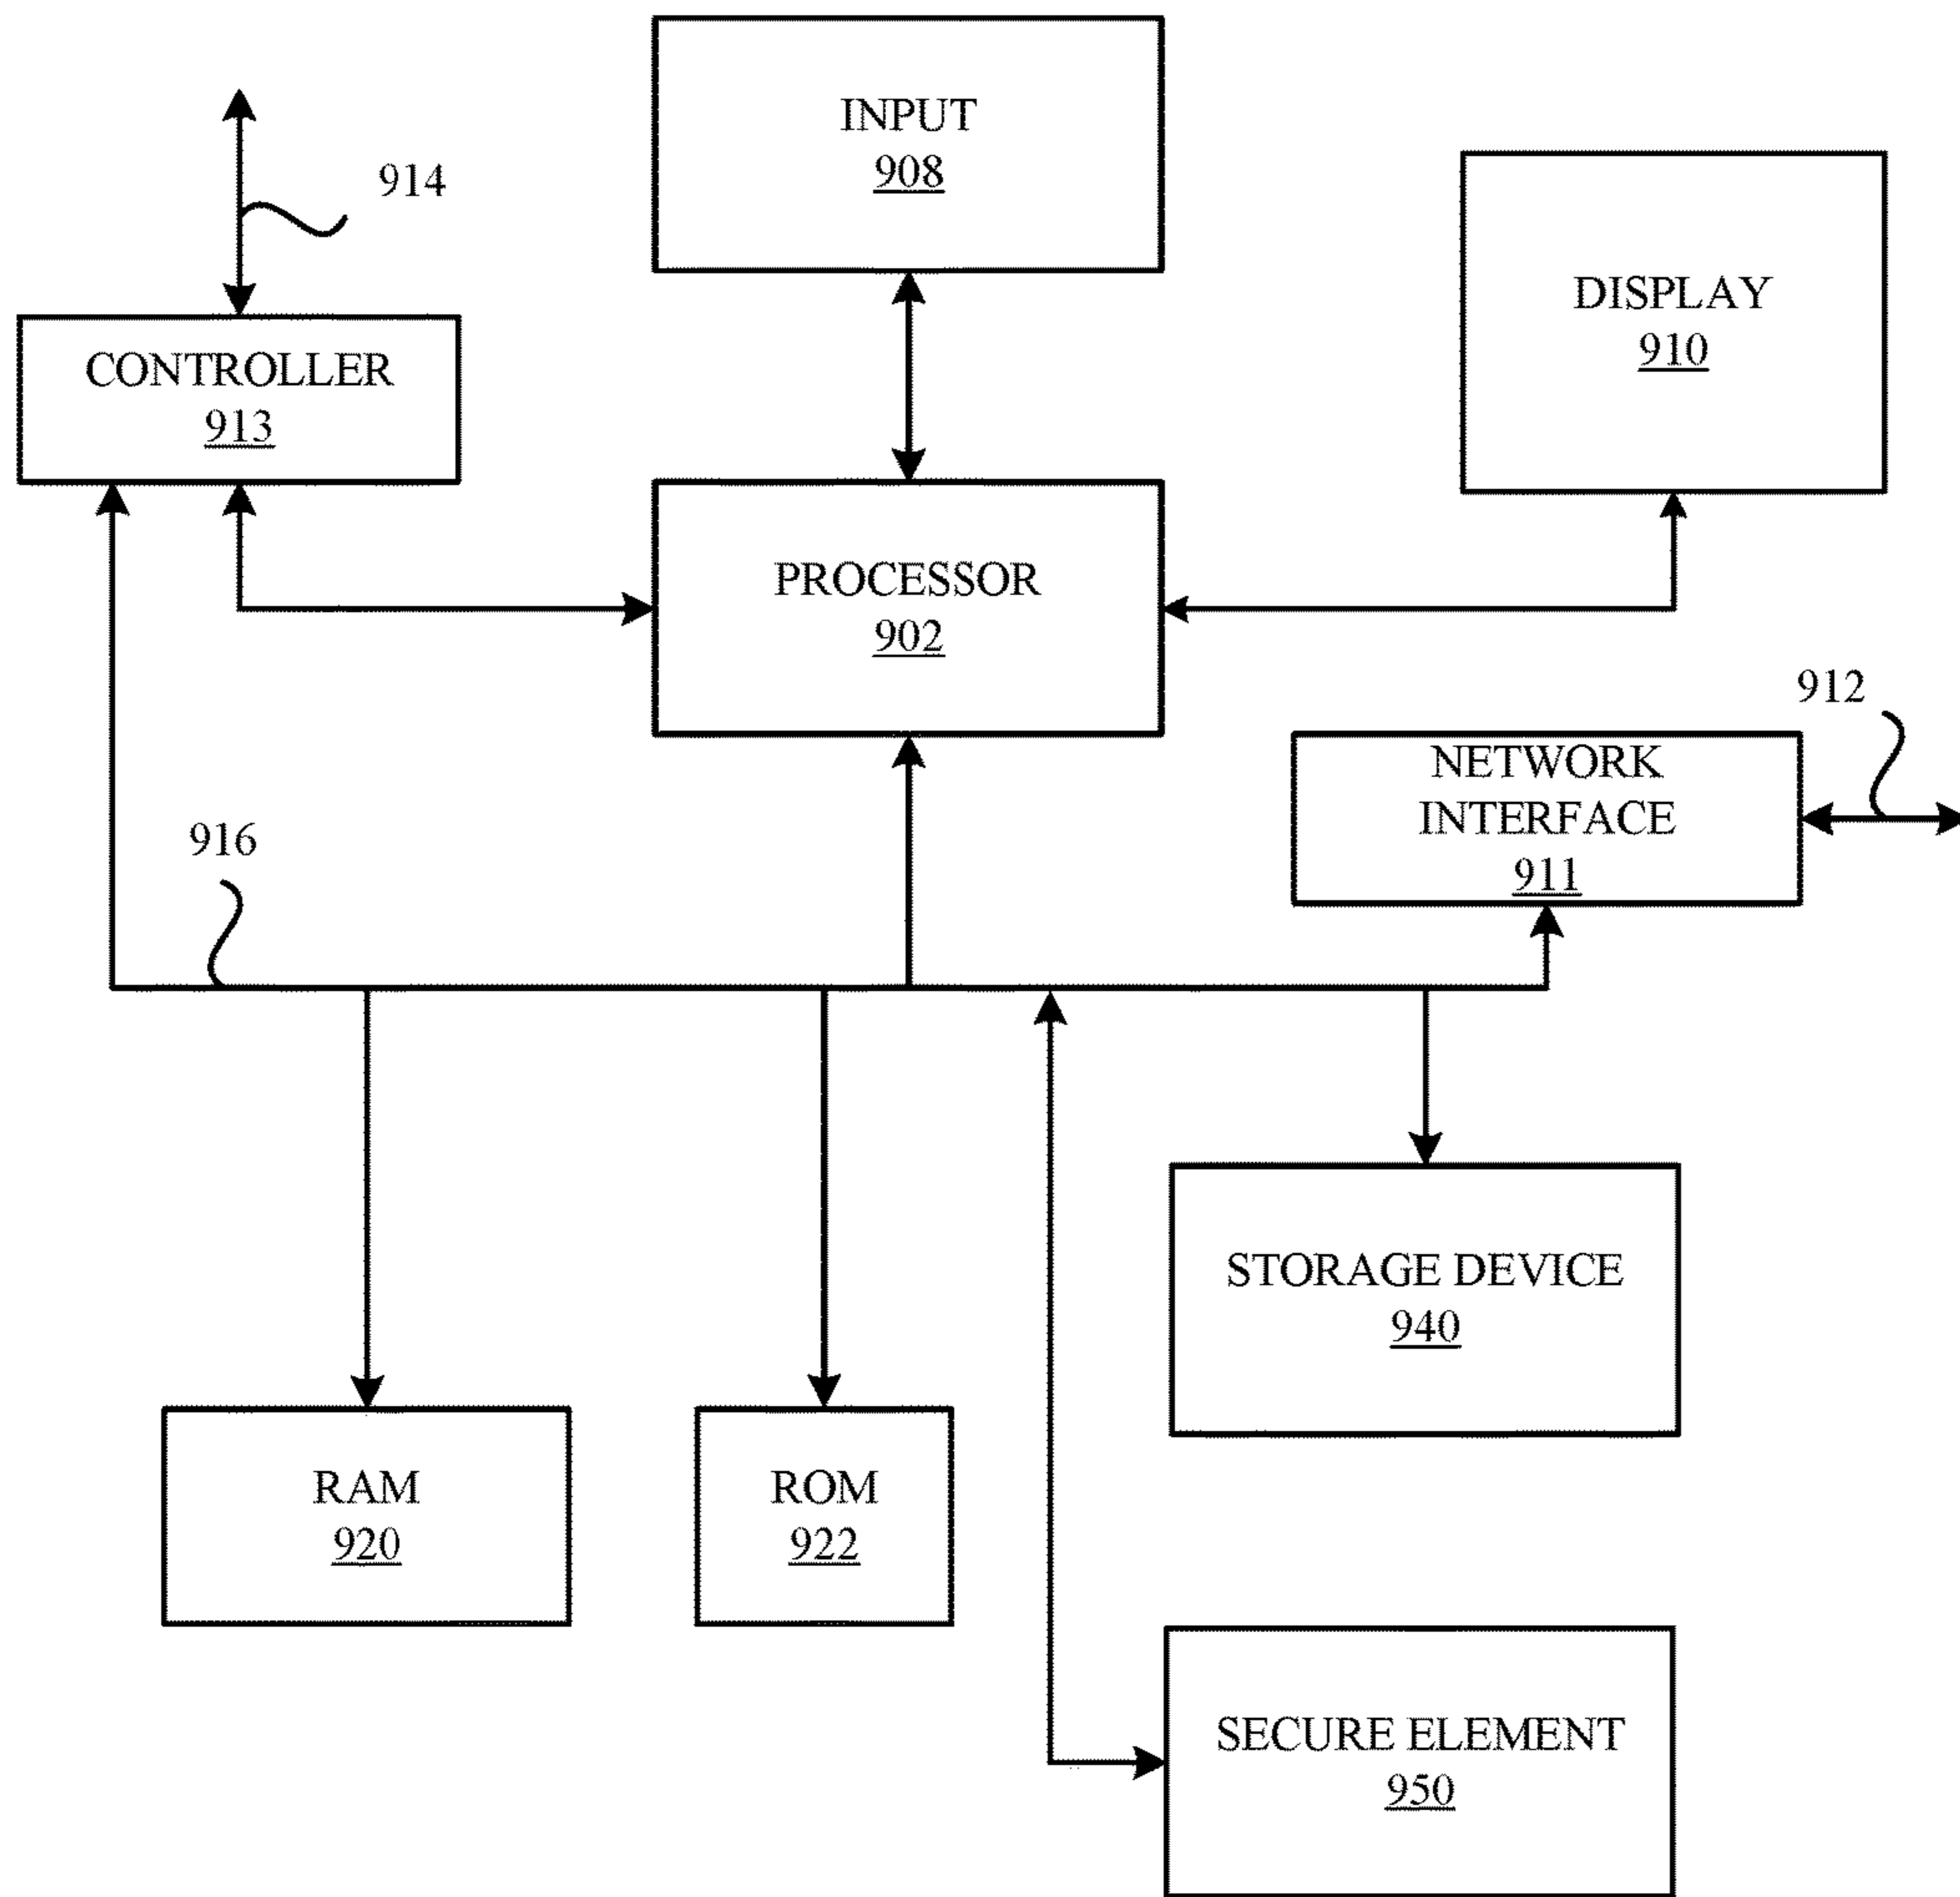 INPUT
908
914
DISPLAY
910
CONTROLLER
913
PROCESSOR
902
912
NETWORK
INTERFACE
911
916
STORAGE DEVICE
940
RAM
920
ROM
922
SECURE ELEMENT
950